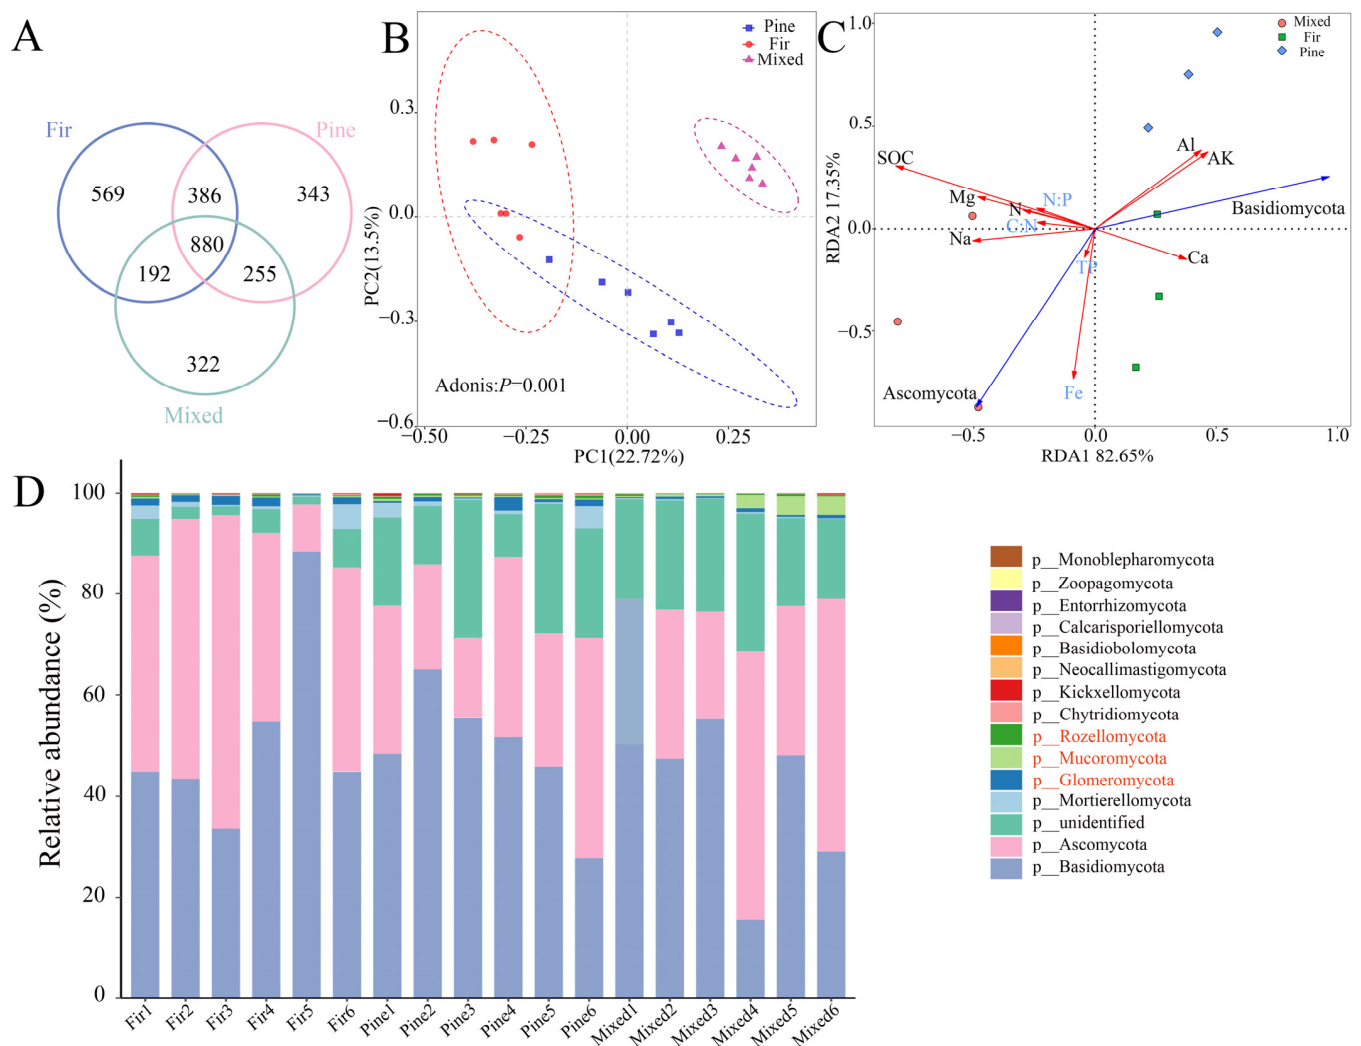 A
Fir
Pine
569
386
343
880
192
255
322
Mixed
B
Pine
Fir
Mixed
0.3
0.0
−0.3
−0.6
PC2(13.5%)
Adonis:P=0.001
−0.50
−0.25
0.00
0.25
PC1(22.72%)
C
Mixed
Fir
Pine
1.0
0.5
0.0
−0.5
RDA2 17.35%
SOC
Al
AK
Mg
N
N:P
C:N
Na
Basidiomycota
Ca
TP
Fe
Ascomycota
−0.5
0.0
0.5
1.0
RDA1 82.65%
D
100
80
60
40
20
0
Relative abundance (%)
Fir1
Fir2
Fir3
Fir4
Fir5
Fir6
Pine1
Pine2
Pine3
Pine4
Pine5
Pine6
Mixed1
Mixed2
Mixed3
Mixed4
Mixed5
Mixed6
p__Monoblepharomycota
p__Zoopagomycota
p__Entorrhizomycota
p__Calcarisporiellomycota
p__Basidiobolomycota
p__Neocallimastigomycota
p__Kickxellomycota
p__Chytridiomycota
p__Rozellomycota
p__Mucoromycota
p__Glomeromycota
p__Mortierellomycota
p__unidentified
p__Ascomycota
p__Basidiomycota